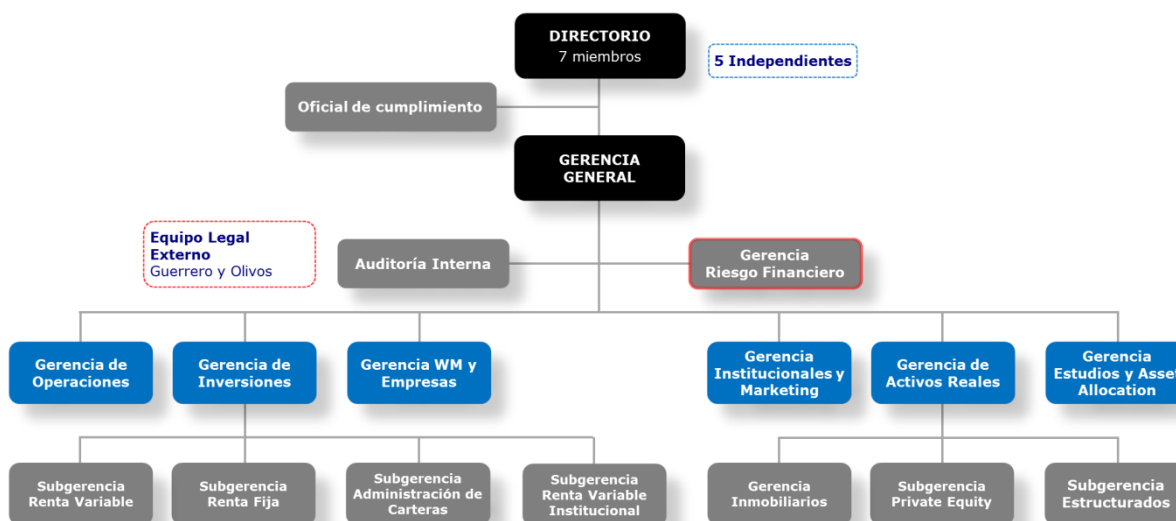 DIRECTORIO
7 miembros
5 Independientes
Oficial de cumplimiento
GERENCIA
GENERAL
Equipo Legal
Externo
Guerrero y Olivos
Auditoría Interna
Gerencia
Riesgo Financiero
Gerencia de
Operaciones
Gerencia de
Inversiones
Gerencia WM y
Empresas
Gerencia
Institucionales y
Marketing
Gerencia de
Activos Reales
Gerencia
Estudios y Asset
Allocation
Subgerencia
Renta Variable
Subgerencia
Renta Fija
Subgerencia
Administración de
Carteras
Subgerencia
Renta Variable
Institucional
Gerencia
Inmobiliarios
Subgerencia
Private Equity
Subgerencia
Estructurados